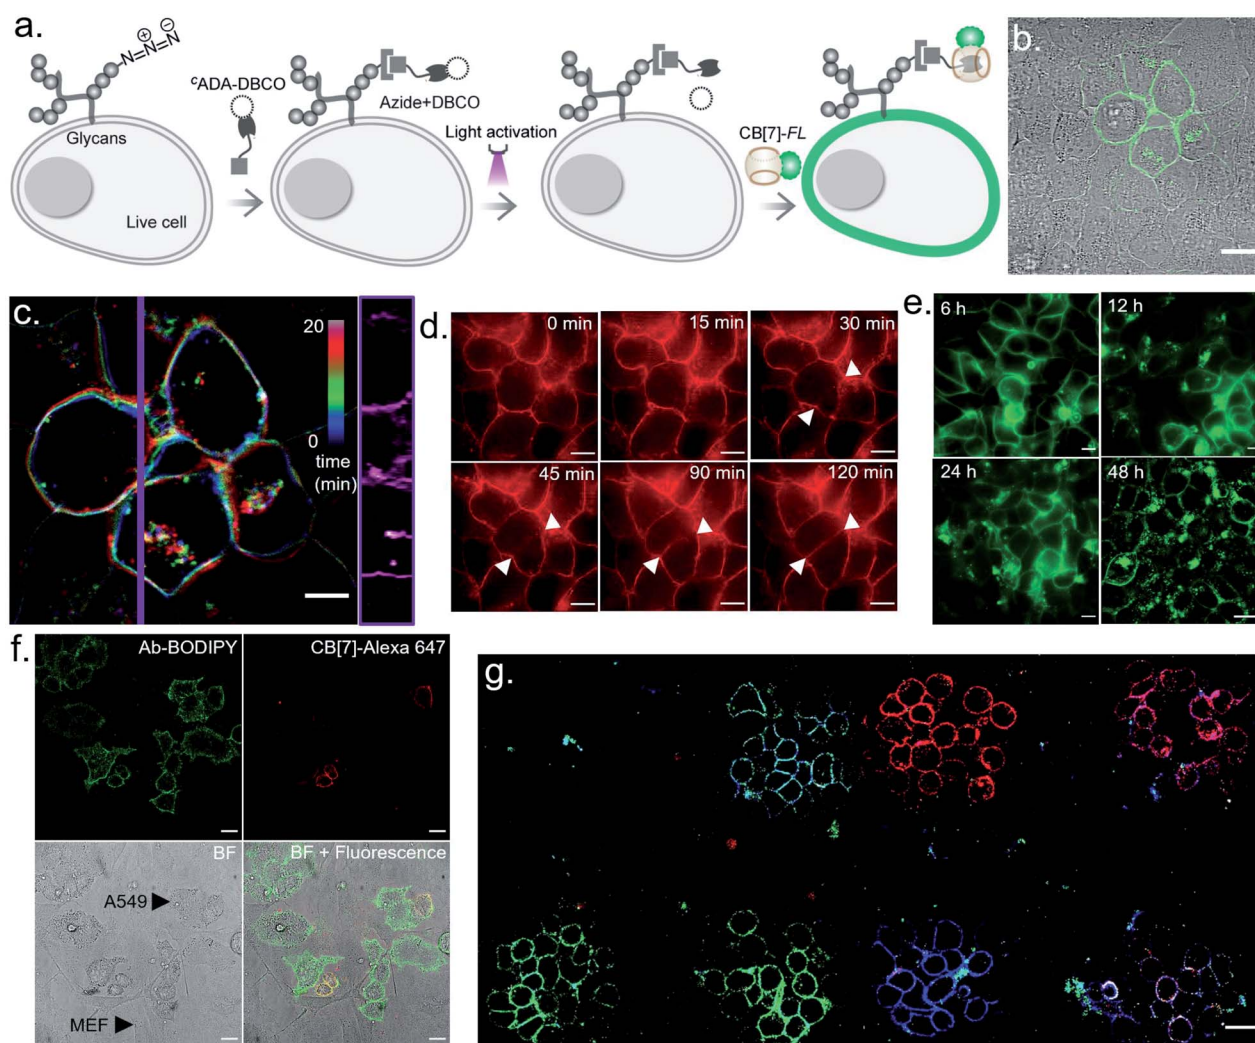 a.
N=N=N
⊕ ⊖
ᶜADA-DBCO
Azide+DBCO
Glycans
Light activation
CB[7]-FL
Live cell
b.
c.
20
0
time
(min)
d.
0 min
15 min
30 min
45 min
90 min
120 min
e.
6 h
12 h
24 h
48 h
f.
Ab-BODIPY
CB[7]-Alexa 647
BF
BF + Fluorescence
A549
MEF
g.